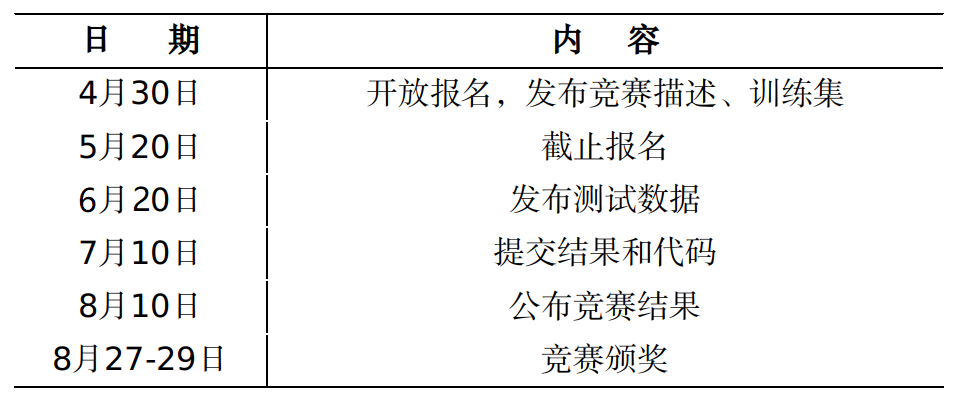 日 期 内 容
4月30日 开放报名，发布竞赛描述、训练集
5月20日 截止报名
6月20日 发布测试数据
7月10日 提交结果和代码
8月10日 公布竞赛结果
8月27-29日 竞赛颁奖